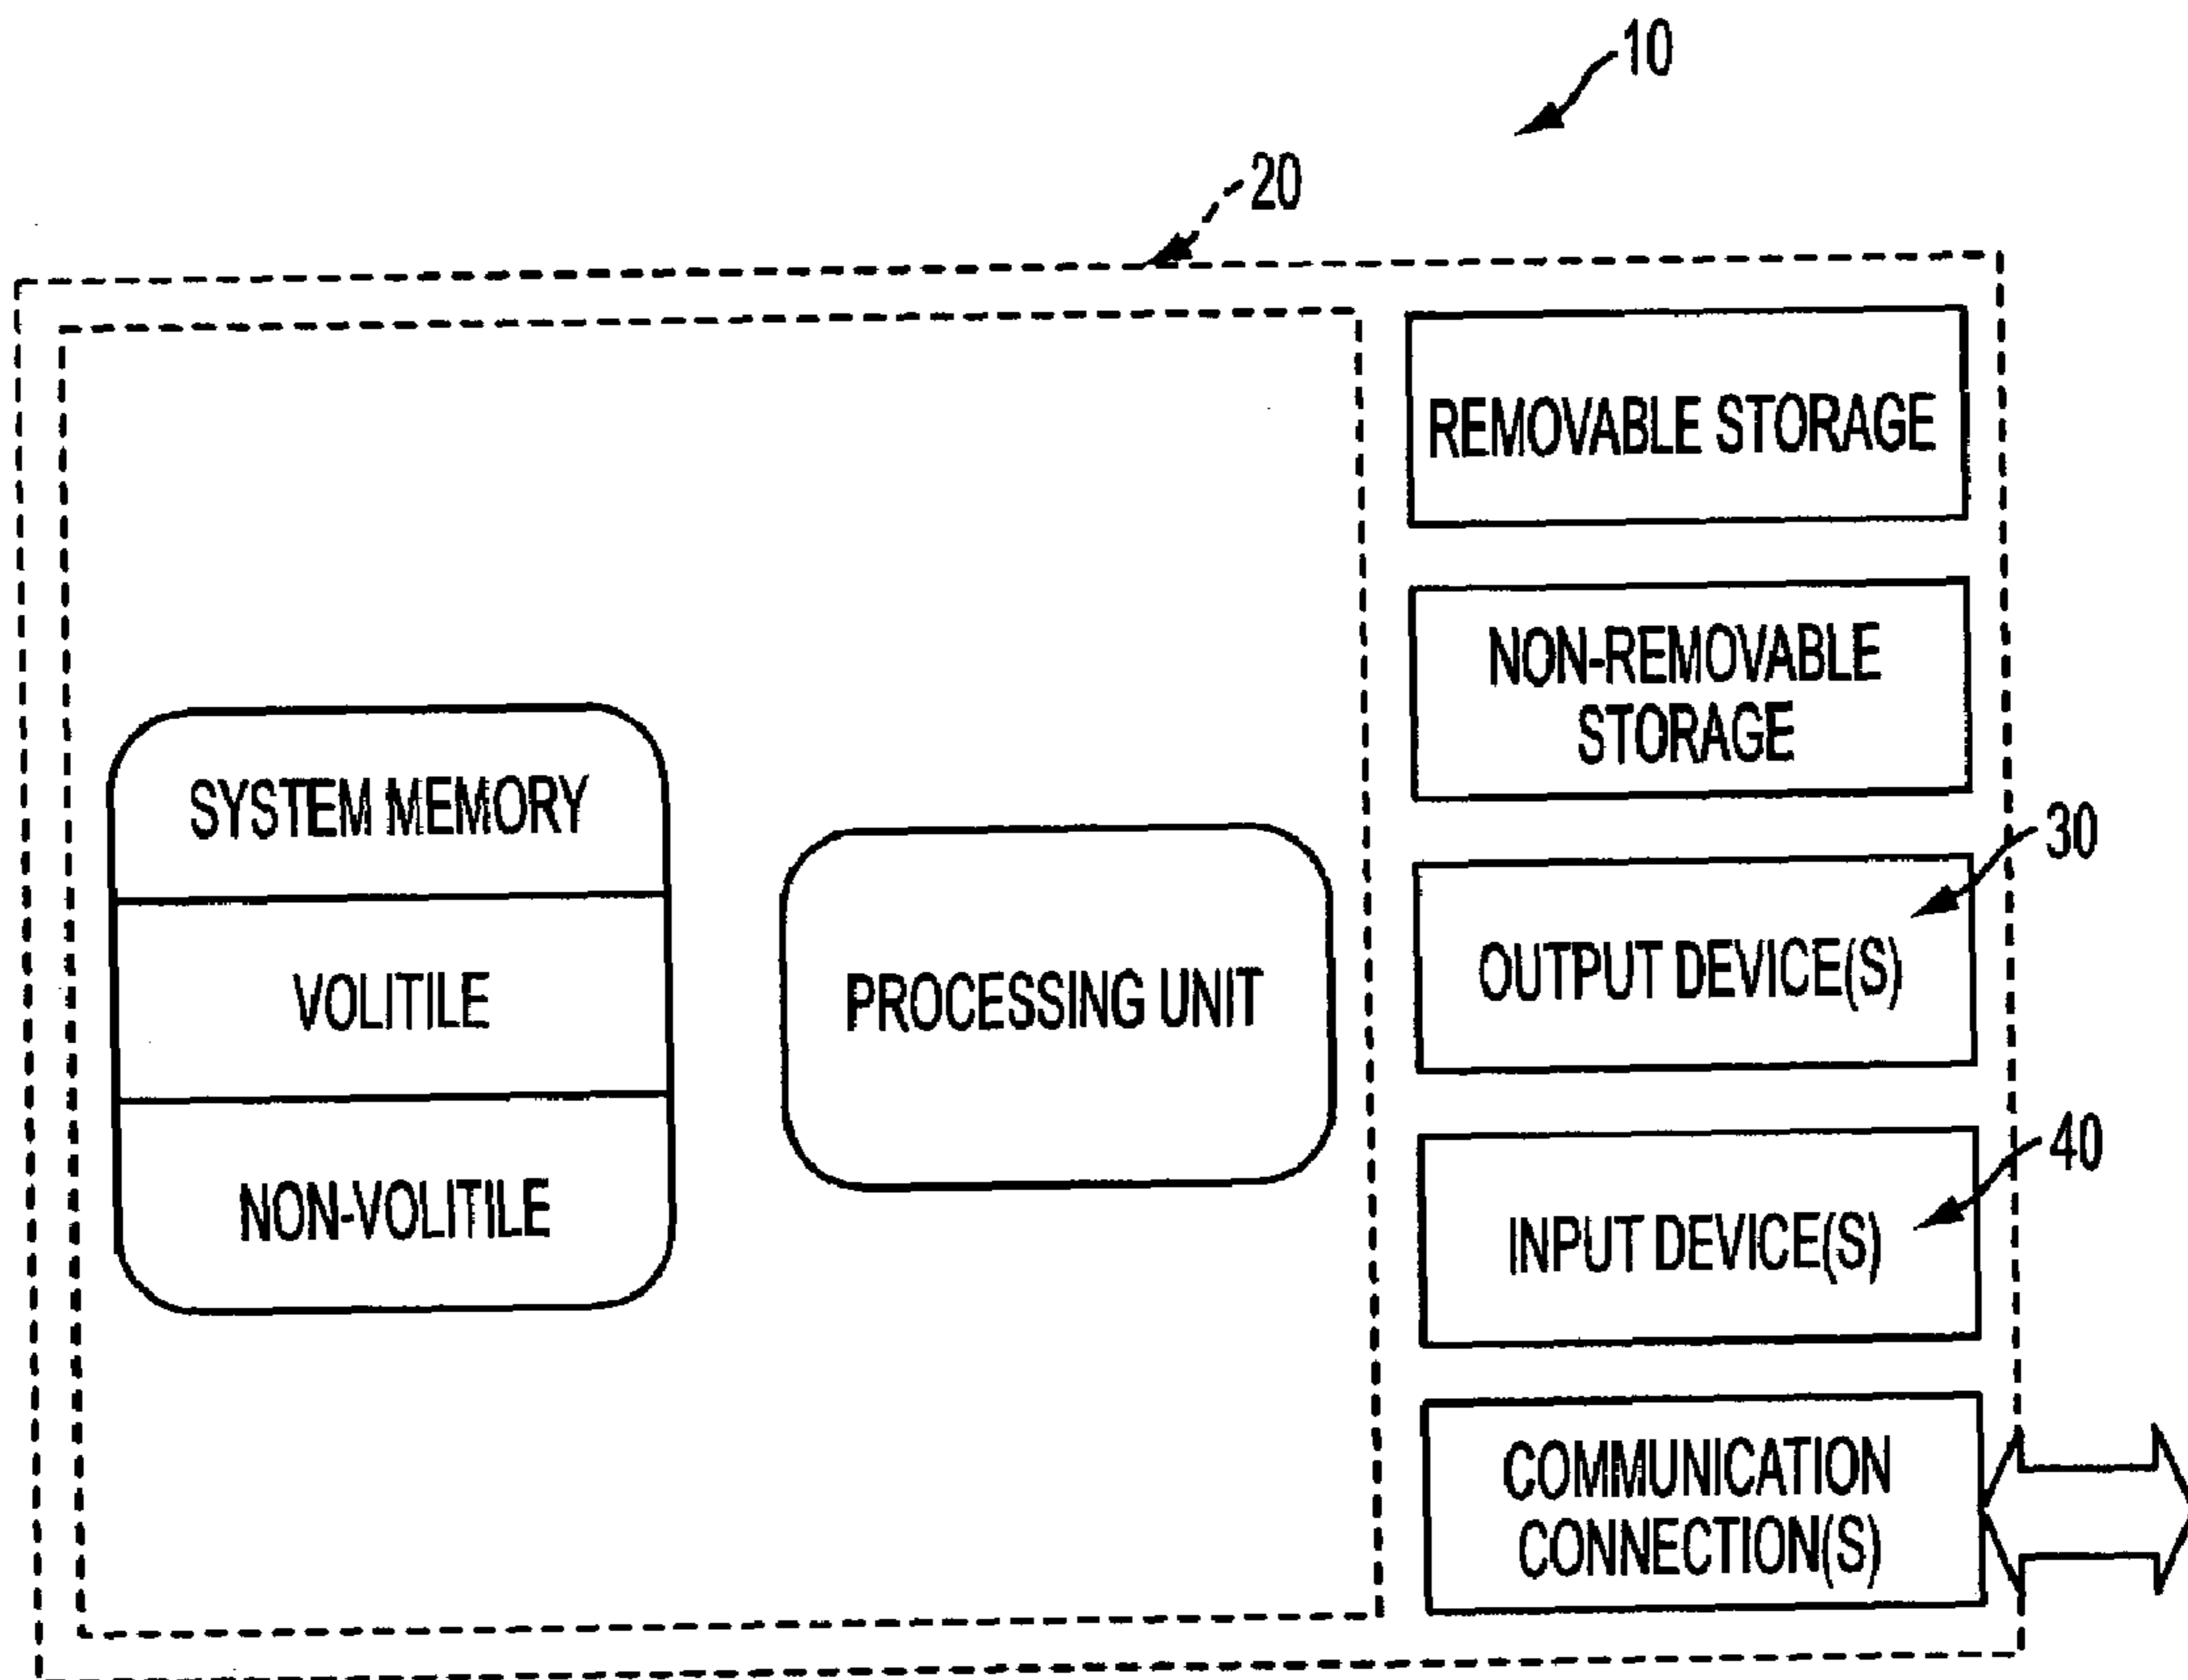 10
20
REMOVABLE STORAGE
NON-REMOVABLE
STORAGE
SYSTEM MEMORY
VOLITILE
NON-VOLITILE
PROCESSING UNIT
30
OUTPUT DEVICE(S)
40
INPUT DEVICE(S)
COMMUNICATION
CONNECTION(S)